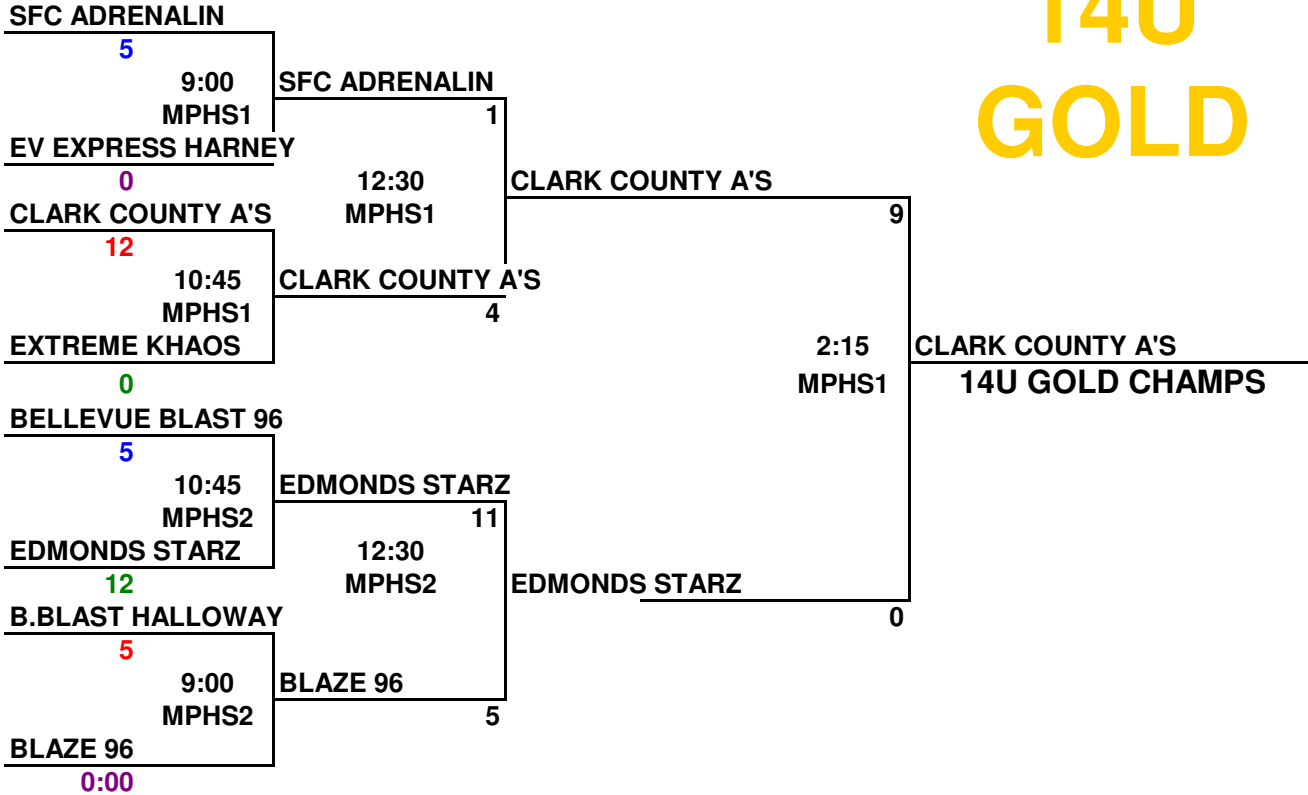 SFC ADRENALIN
14U
5
9:00
SFC ADRENALIN
MPHS1
1
GOLD
EV EXPRESS HARNEY
0
12:30
CLARK COUNTY A'S
CLARK COUNTY A'S
MPHS1
9
12
10:45
CLARK COUNTY A'S
MPHS1
4
EXTREME KHAOS
2:15
CLARK COUNTY A'S
0
MPHS1
14U GOLD CHAMPS
BELLEVUE BLAST 96
5
10:45
EDMONDS STARZ
MPHS2
11
EDMONDS STARZ
12:30
12
MPHS2
EDMONDS STARZ
B.BLAST HALLOWAY
0
5
9:00
BLAZE 96
MPHS2
5
BLAZE 96
0:00